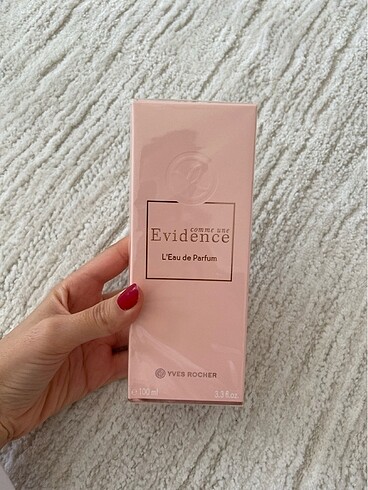 comme une
Evidence
L'Eau de Parfum
YVES ROCHER
℮ 100 ml 3.3 fl.oz.